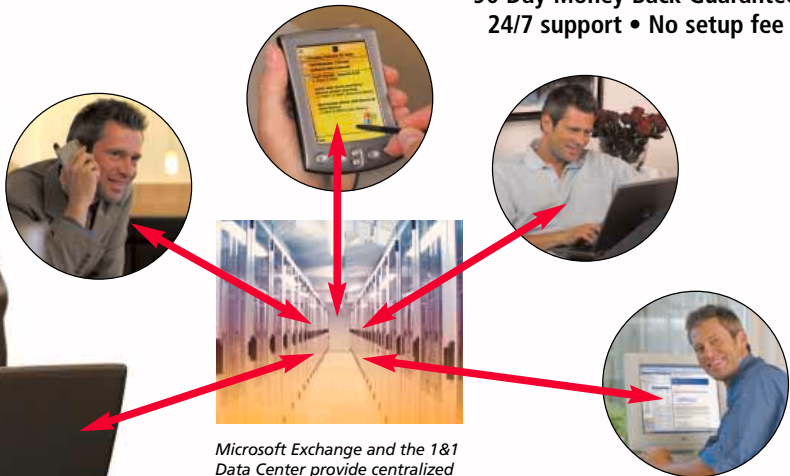 Day Money Back Guarantee
24/7 support • No setup fee
Microsoft Exchange and the 1&1
Data Center provide centralized